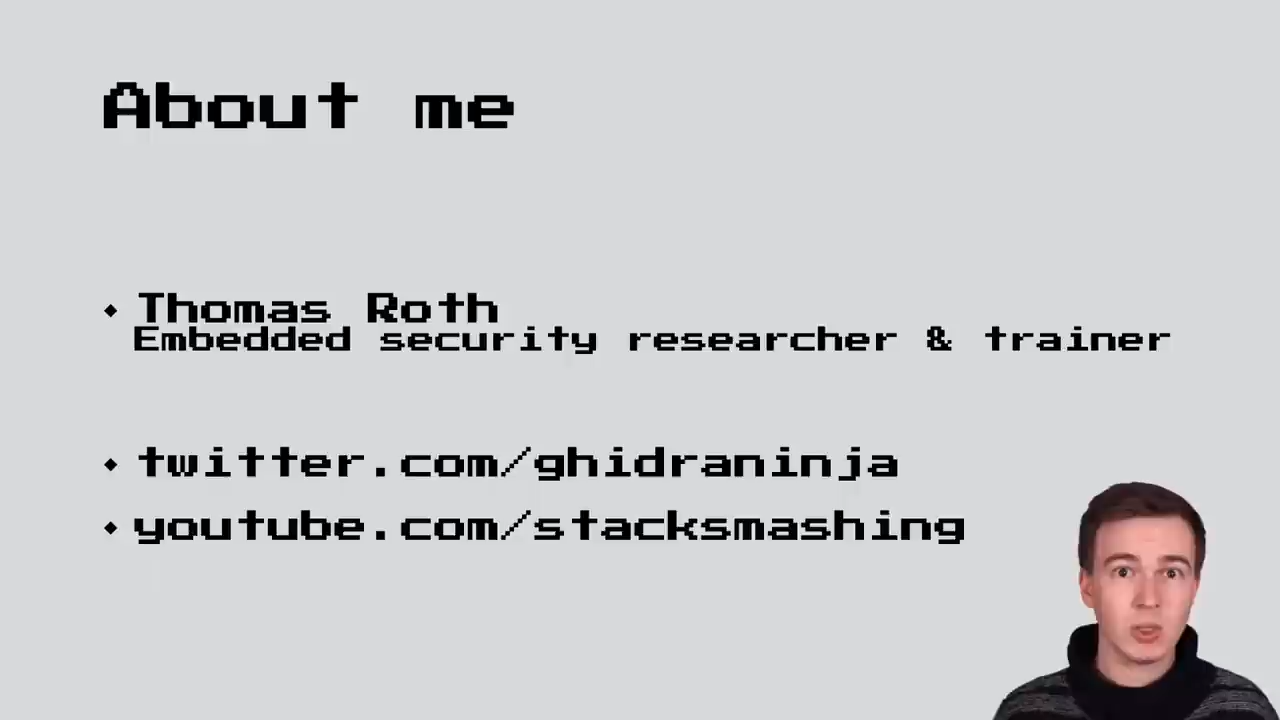 About me
Thomas Roth
Embedded security researcher & trainer
twitter.com/ghidraninja
youtube.com/stacksmashing